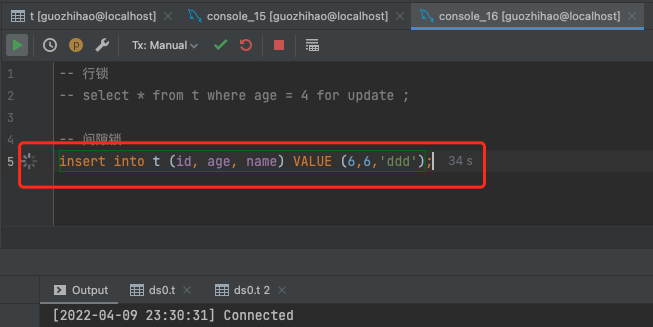 t [guozhihao@localhost] console_15 [guozhihao@localhost] console_16 [guozhihao@localhost]
Tx: Manual
1 -- 行锁
2 -- select * from t where age = 4 for update ;
3
4 -- 间隙锁
5 insert into t (id, age, name) VALUE (6,6,'ddd'); 34 s
Output ds0.t ds0.t 2
[2022-04-09 23:30:31] Connected